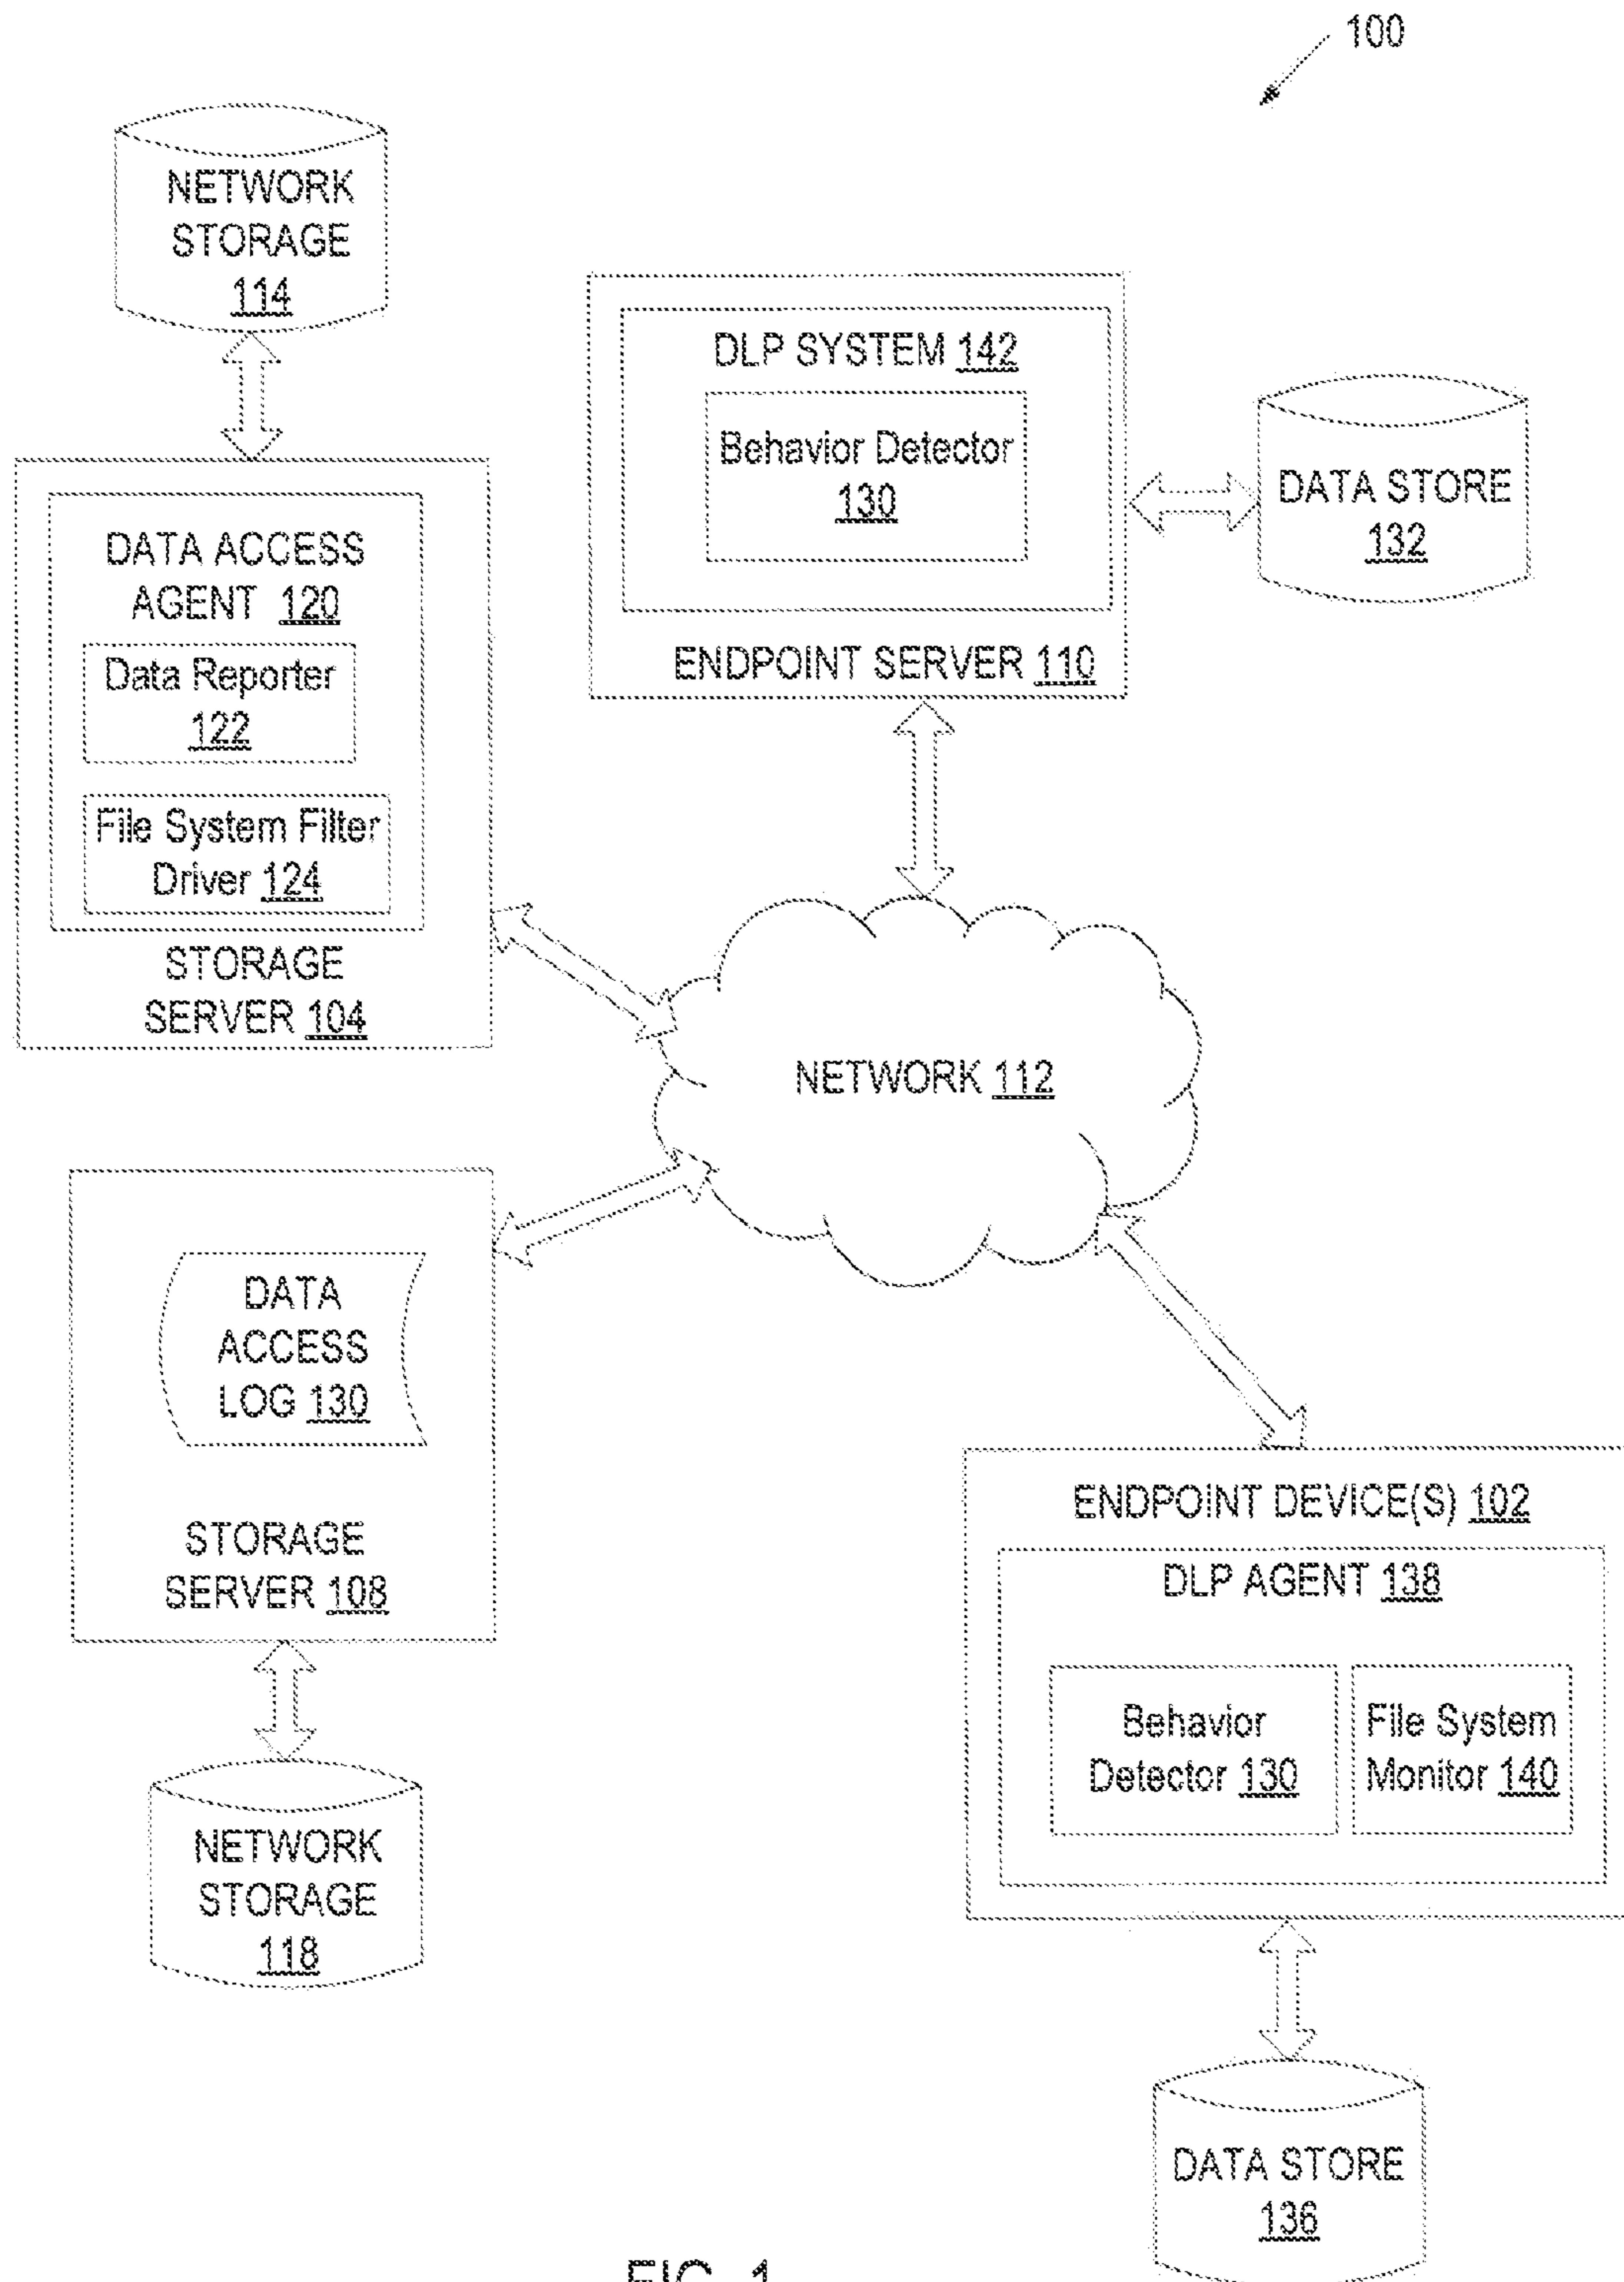 100
NETWORK
STORAGE
114
DLP SYSTEM 142
Behavior Detector
130
DATA STORE
132
ENDPOINT SERVER 110
DATA ACCESS
AGENT 120
Data Reporter
122
File System Filter
Driver 124
STORAGE
SERVER 104
NETWORK 112
DATA
ACCESS
LOG 130
STORAGE
SERVER 108
NETWORK
STORAGE
118
ENDPOINT DEVICE(S) 102
DLP AGENT 138
Behavior
Detector 130
File System
Monitor 140
DATA STORE
136
FIG. 1